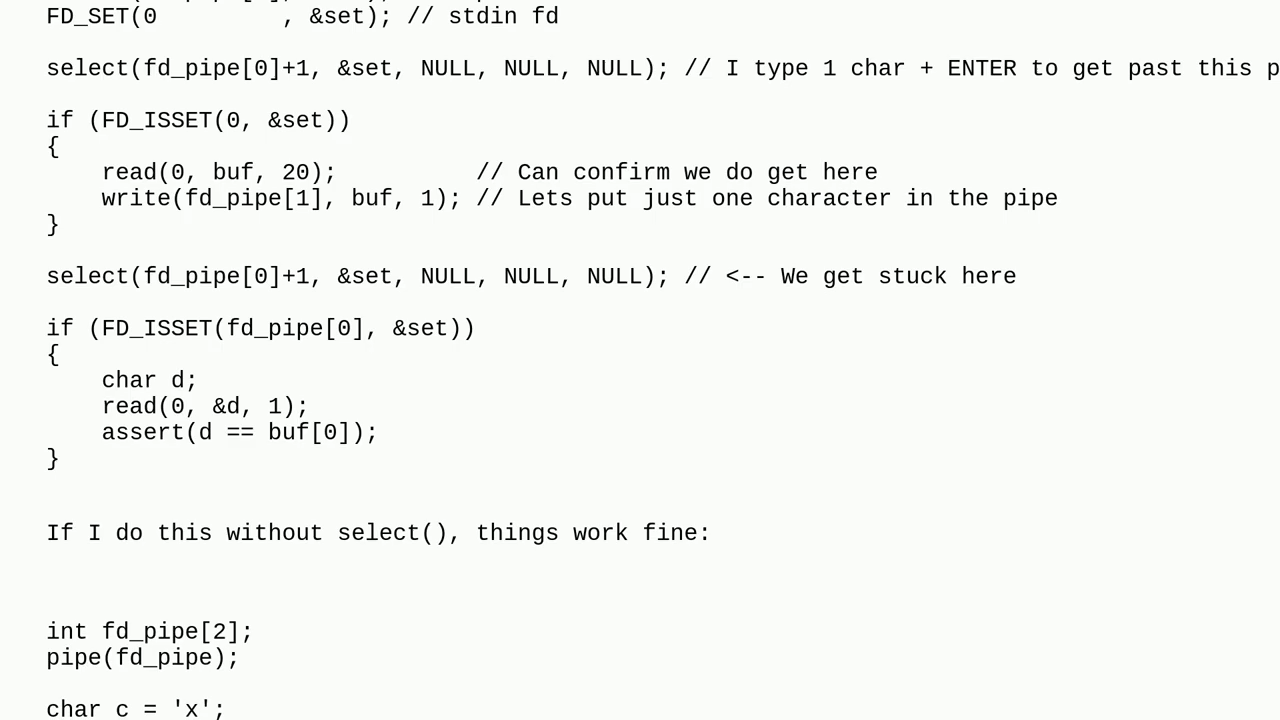 FD_SET(0         , &set); // stdin fd
select(fd_pipe[0]+1, &set, NULL, NULL, NULL); // I type 1 char + ENTER to get past this p
if (FD_ISSET(0, &set))
{
    read(0, buf, 20);          // Can confirm we do get here
    write(fd_pipe[1], buf, 1); // Lets put just one character in the pipe
}
select(fd_pipe[0]+1, &set, NULL, NULL, NULL); // <-- We get stuck here
if (FD_ISSET(fd_pipe[0], &set))
{
    char d;
    read(0, &d, 1);
    assert(d == buf[0]);
}
If I do this without select(), things work fine:
int fd_pipe[2];
pipe(fd_pipe);
char c = 'x';